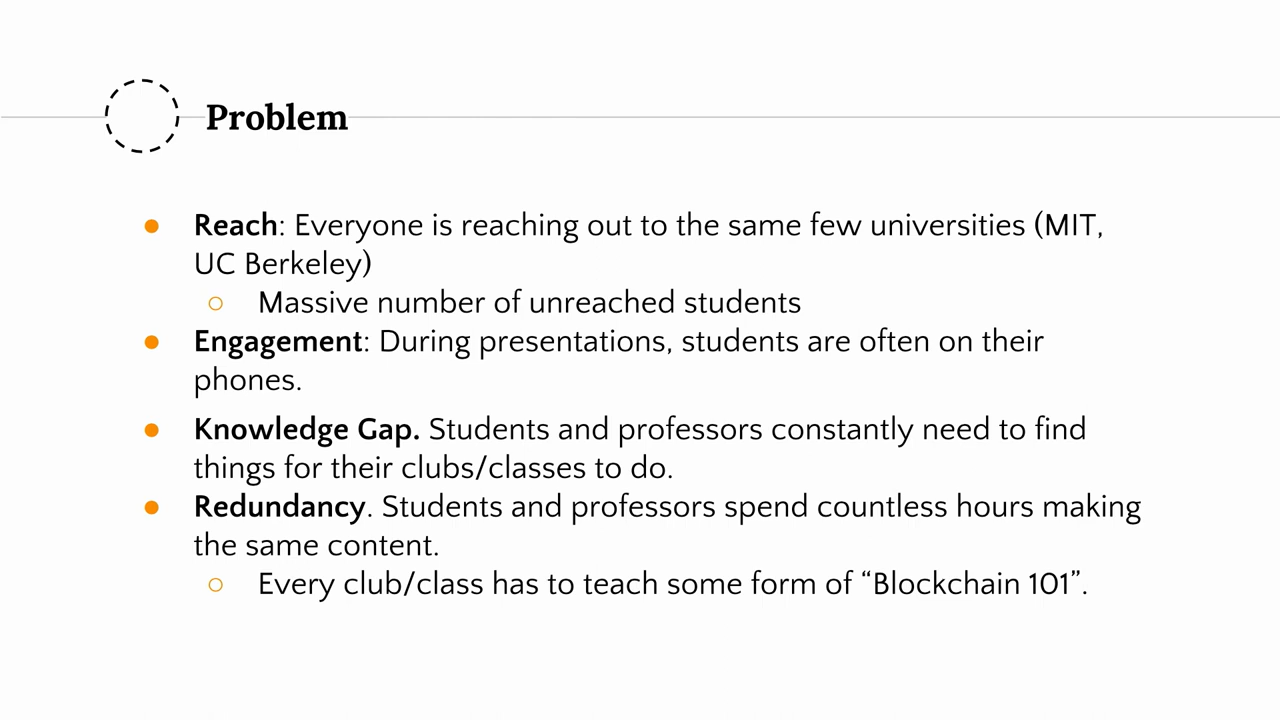 Problem
● Reach: Everyone is reaching out to the same few universities (MIT,
UC Berkeley)
○ Massive number of unreached students
● Engagement: During presentations, students are often on their
phones.
● Knowledge Gap. Students and professors constantly need to find
things for their clubs/classes to do.
● Redundancy. Students and professors spend countless hours making
the same content.
○ Every club/class has to teach some form of “Blockchain 101”.